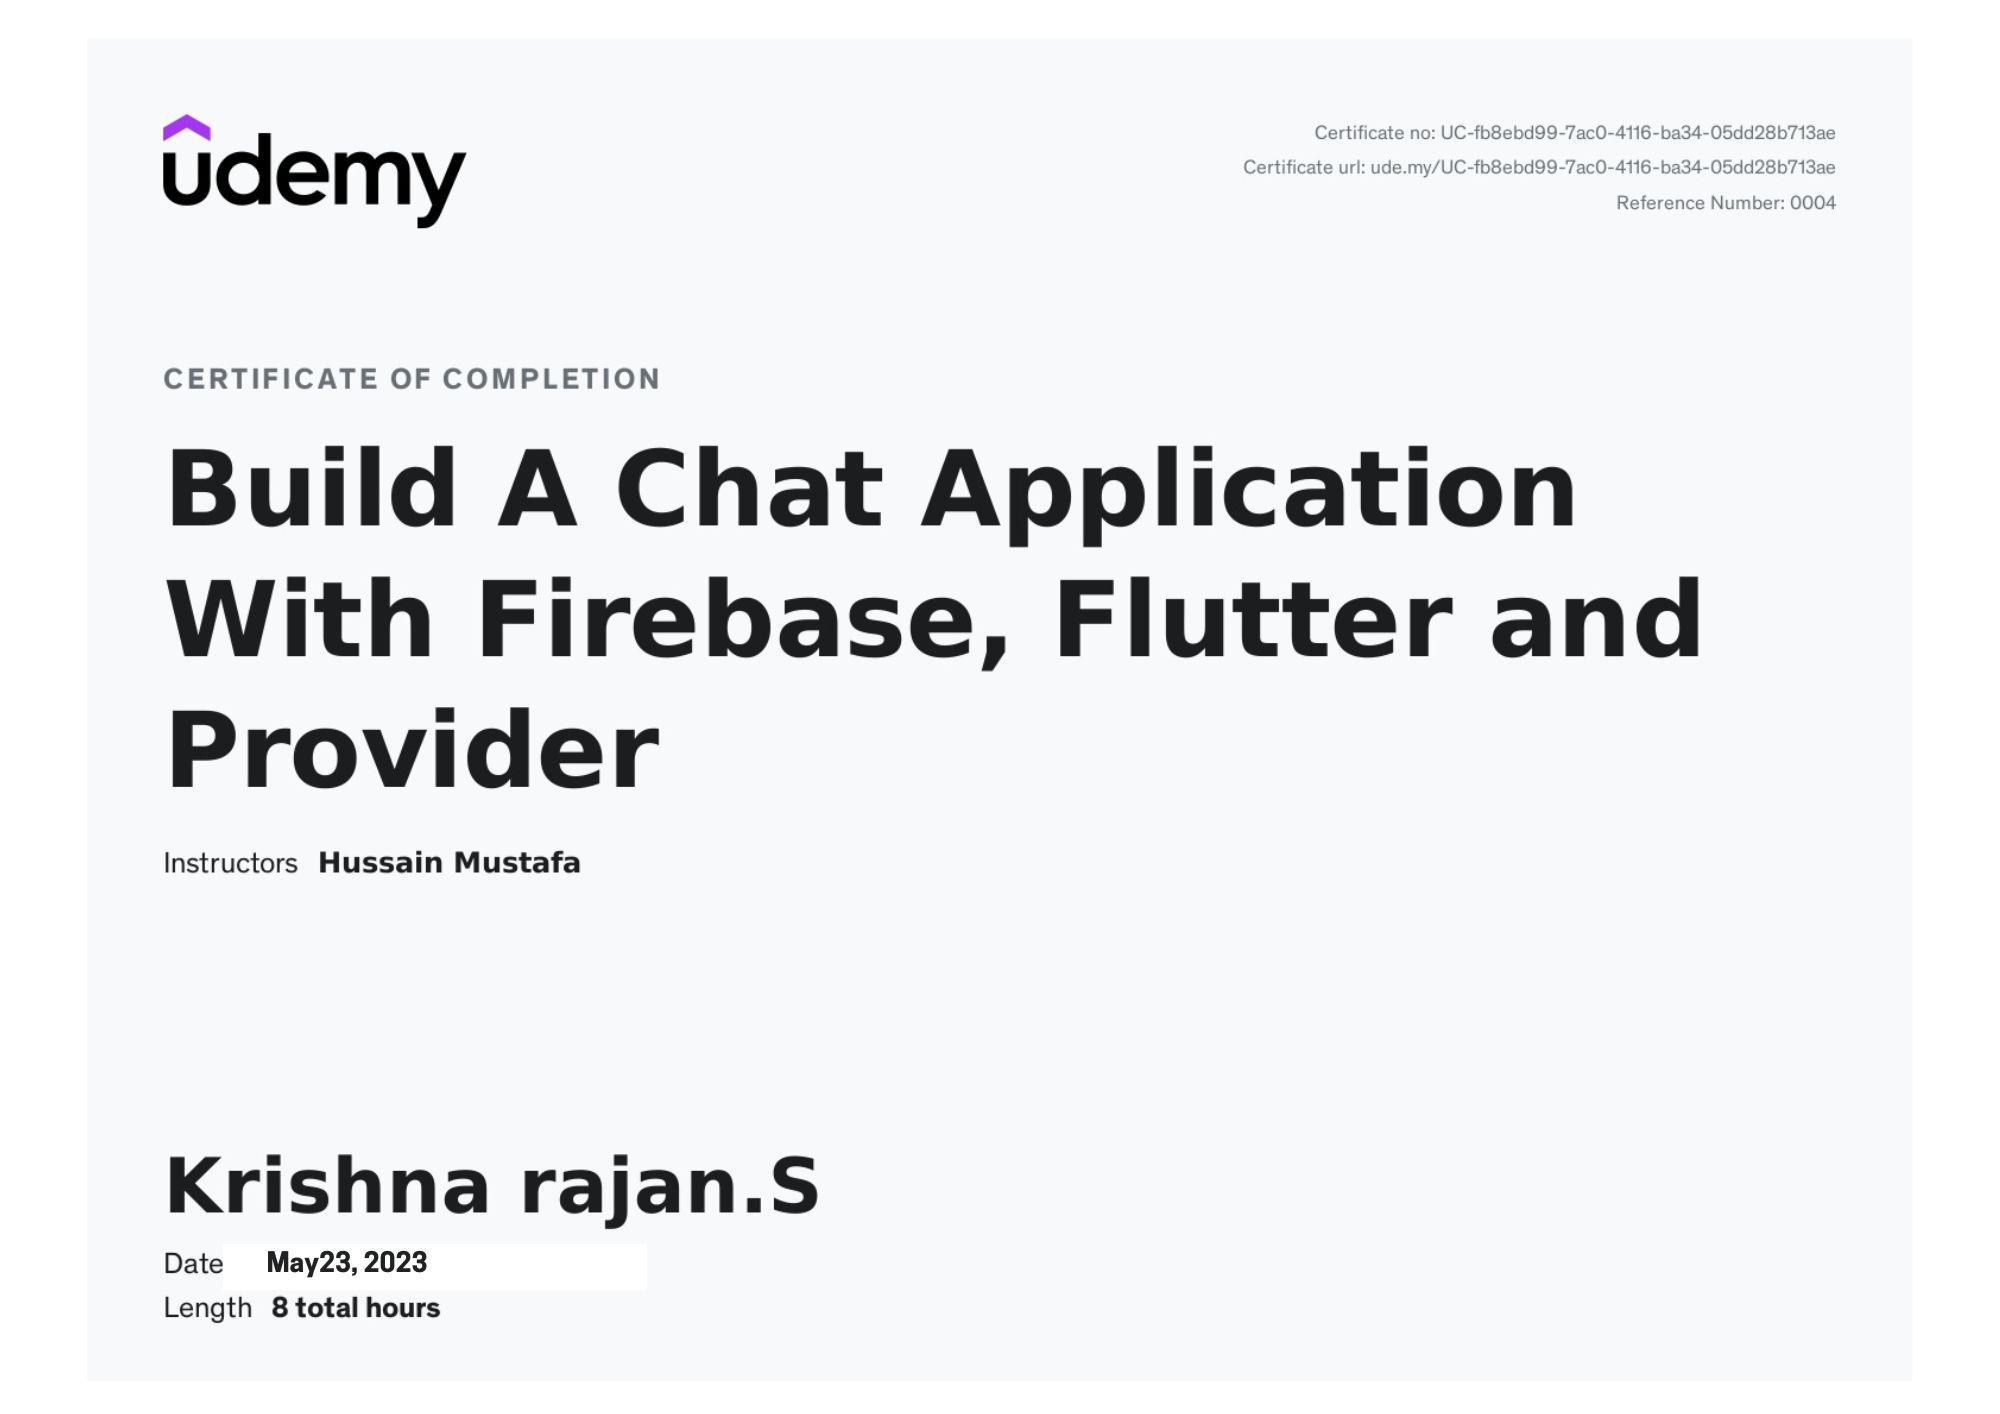 udemy
Certificate no: UC-fb8ebd99-7ac0-4116-ba34-05dd28b713ae
Certificate url: ude.my/UC-fb8ebd99-7ac0-4116-ba34-05dd28b713ae
Reference Number: 0004
CERTIFICATE OF COMPLETION
Build A Chat Application
With Firebase, Flutter and
Provider
Instructors Hussain Mustafa
Krishna rajan.S
Date May23, 2023
Length 8 total hours